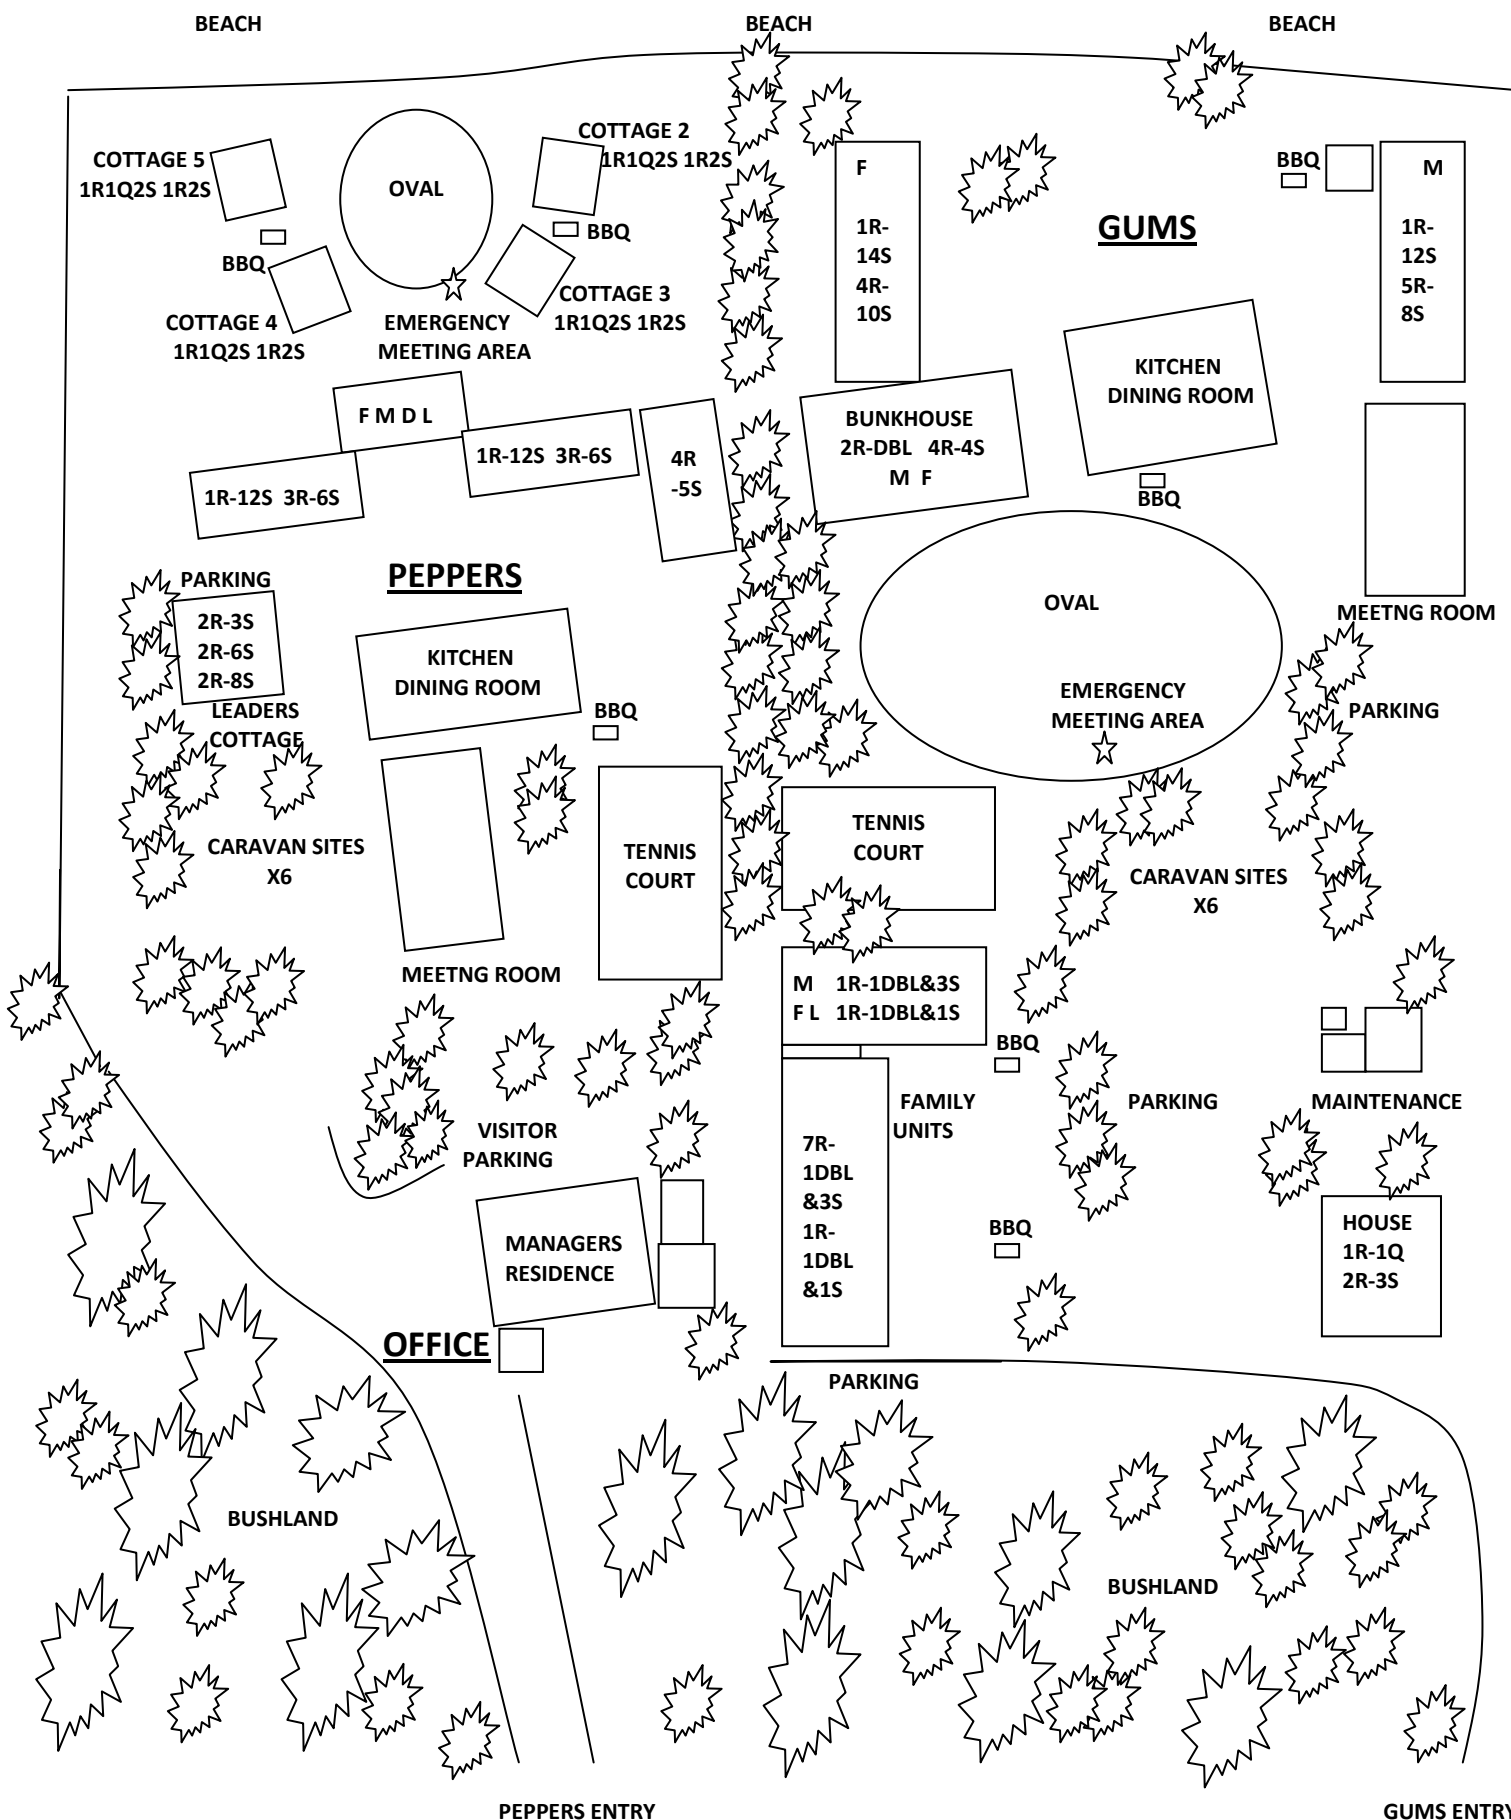 BEACH
BEACH
BEACH
COTTAGE 5
1R1Q2S 1R2S
OVAL
COTTAGE 2
1R1Q2S 1R2S
BBQ
BBQ
COTTAGE 4
1R1Q2S 1R2S
EMERGENCY
MEETING AREA
COTTAGE 3
1R1Q2S 1R2S
F
1R-
14S
4R-
10S
GUMS
BBQ
M
1R-
12S
5R-
8S
KITCHEN
DINING ROOM
BBQ
F M D L
1R-12S 3R-6S
1R-12S 3R-6S
4R
-5S
BUNKHOUSE
2R-DBL 4R-4S
M F
PEPPERS
PARKING
2R-3S
2R-6S
2R-8S
LEADERS
COTTAGE
KITCHEN
DINING ROOM
BBQ
OVAL
EMERGENCY
MEETING AREA
MEETNG ROOM
PARKING
CARAVAN SITES
X6
TENNIS
COURT
TENNIS
COURT
CARAVAN SITES
X6
MEETNG ROOM
M 1R-1DBL&3S
F L 1R-1DBL&1S
BBQ
FAMILY
UNITS
PARKING
MAINTENANCE
VISITOR
PARKING
7R-
1DBL
&3S
1R-
1DBL
&1S
BBQ
MANAGERS
RESIDENCE
HOUSE
1R-1Q
2R-3S
OFFICE
PARKING
BUSHLAND
BUSHLAND
PEPPERS ENTRY
GUMS ENTRY